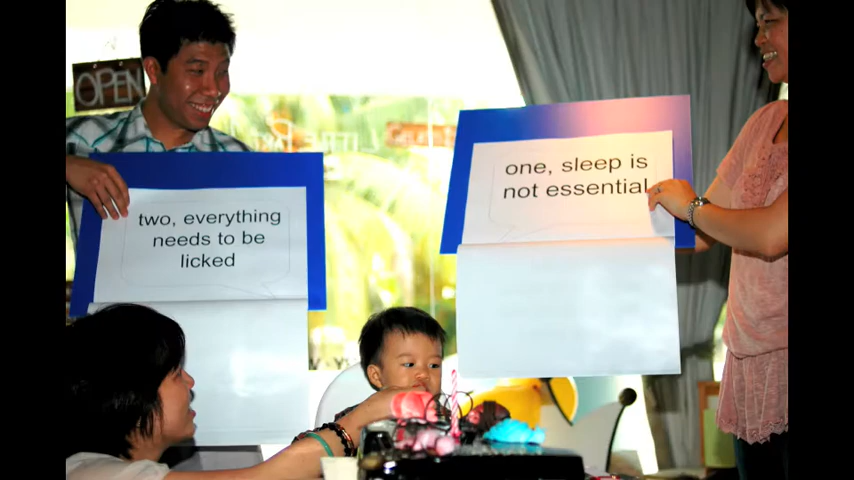 OPEN
two, everything
needs to be
licked
one, sleep is
not essential